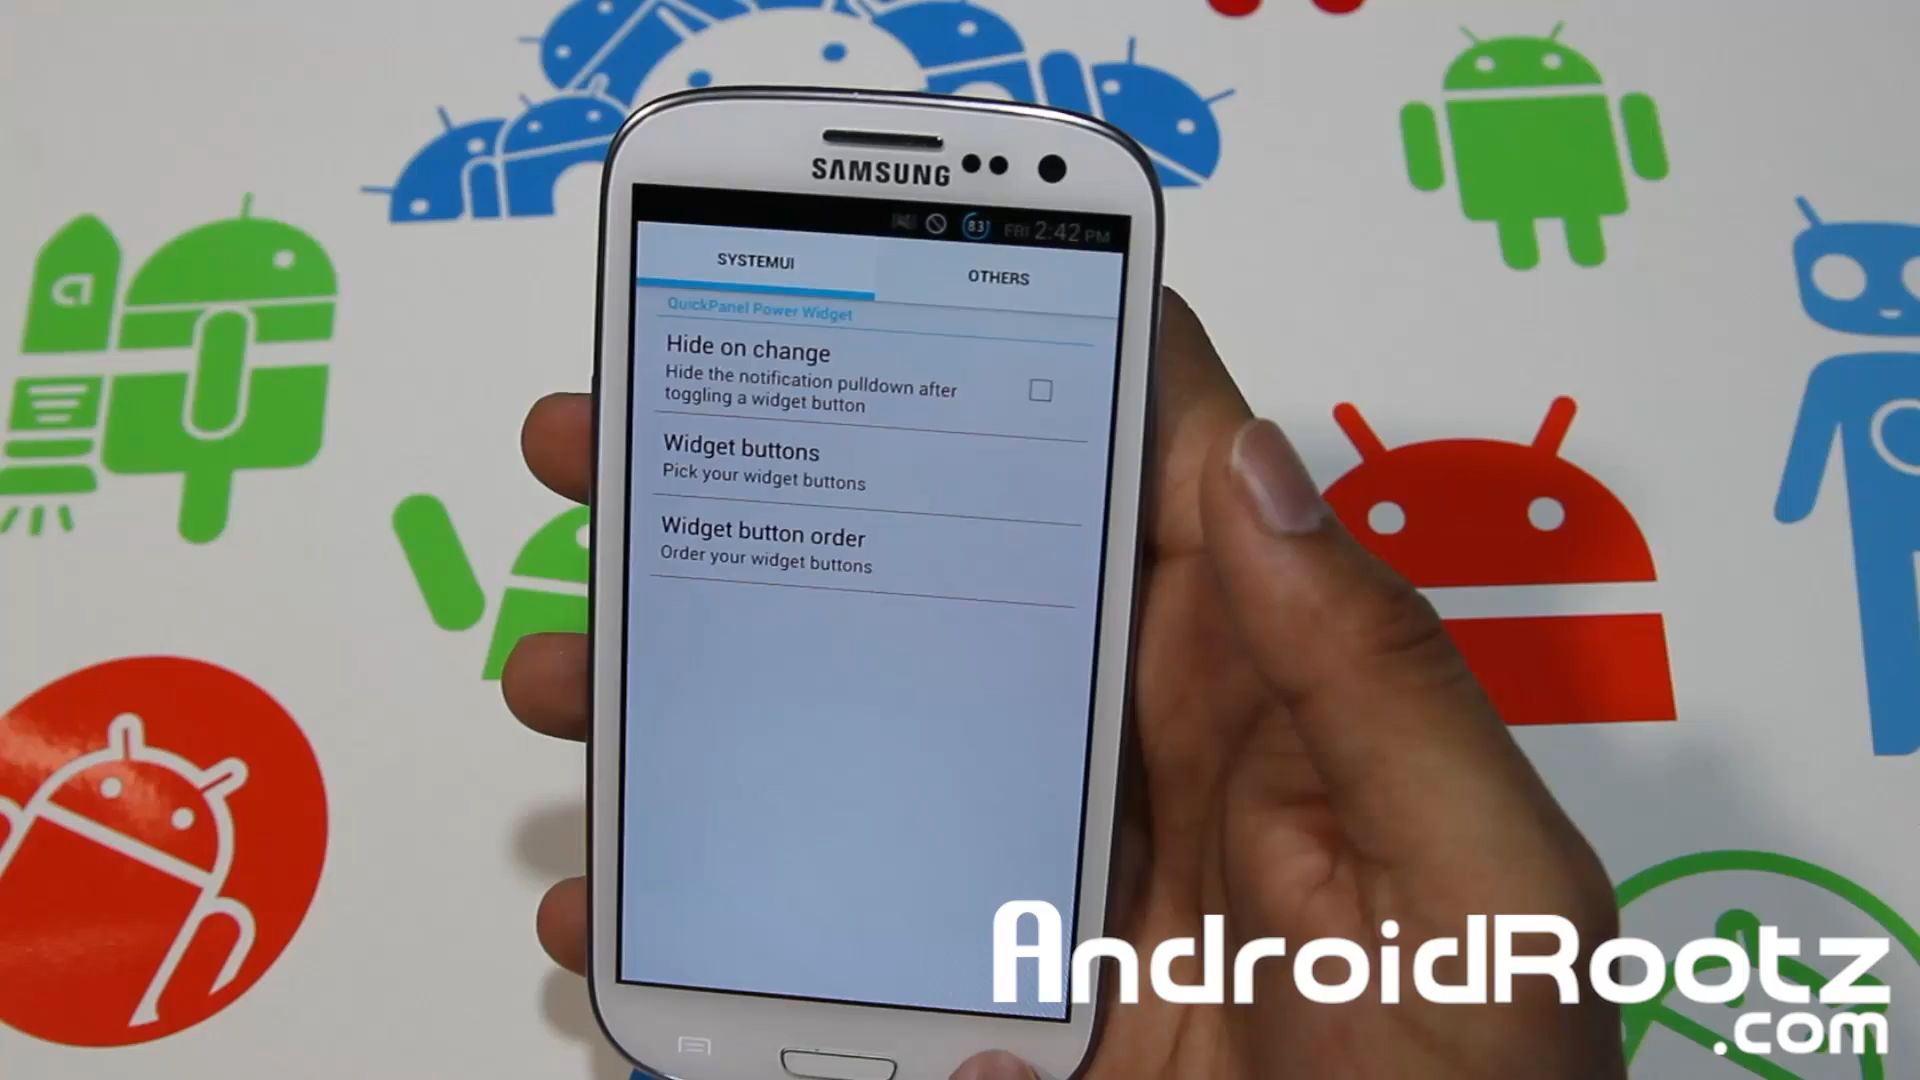 SAMSUNG
83
FRI 2:42 PM
SYSTEMUI
OTHERS
QuickPanel Power Widget
Hide on change
Hide the notification pulldown after
toggling a widget button
Widget buttons
Pick your widget buttons
Widget button order
Order your widget buttons
a
AndroidRootz
.com